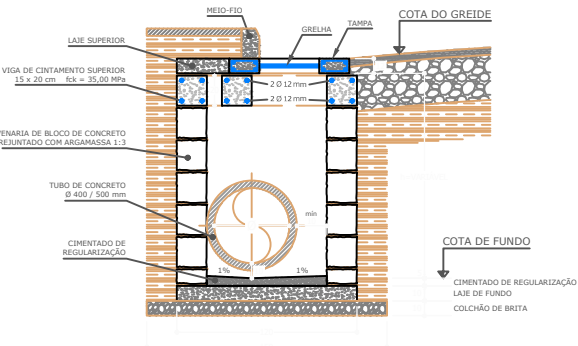 MEIO-FIO
GRELHA
TAMPA
COTA DO GREIDE
LAJE SUPERIOR
VIGA DE CINTAMENTO SUPERIOR
15 x 20 cm fck = 35,00 MPa
2 Ø 12 mm
2 Ø 12 mm
VENARIA DE BLOCO DE CONCRETO
REJUNTADO COM ARGAMASSA 1:3
TUBO DE CONCRETO
Ø 400 / 500 mm
min
CIMENTADO DE
REGULARIZAÇÃO
1%
1%
COTA DE FUNDO
CIMENTADO DE REGULARIZAÇÃO
LAJE DE FUNDO
COLCHÃO DE BRITA